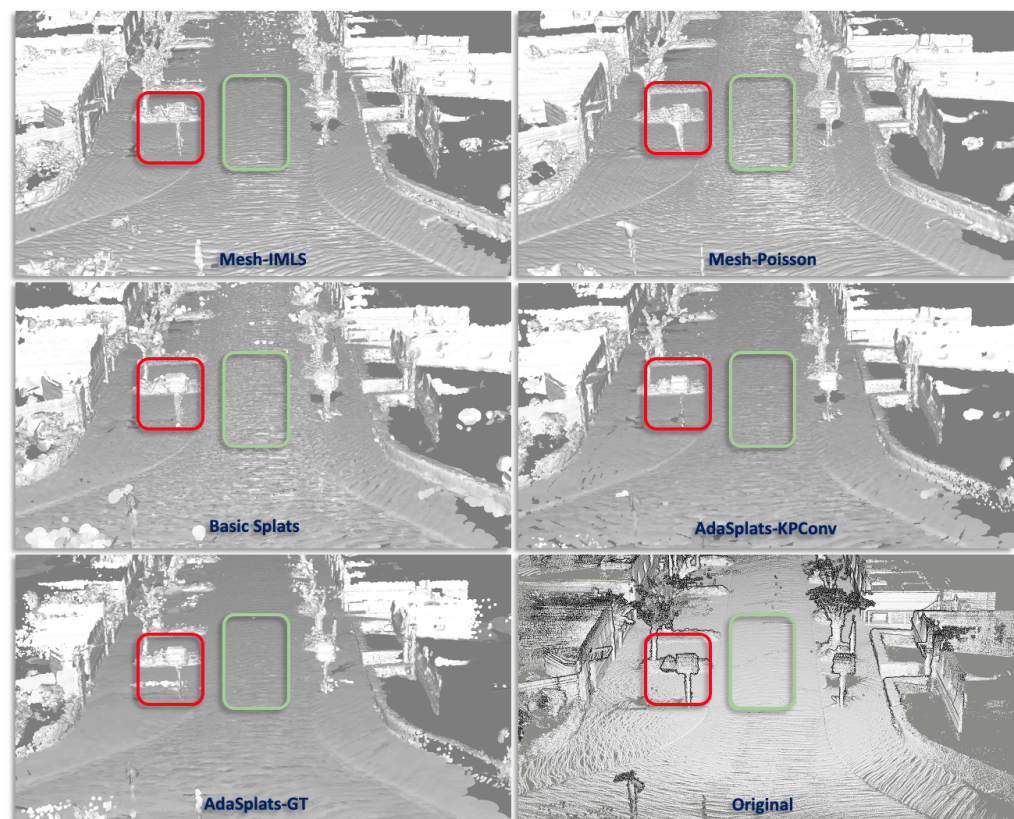 Mesh-IMLS
Mesh-Poisson
Basic Splats
AdaSplats-KPConv
AdaSplats-GT
Original